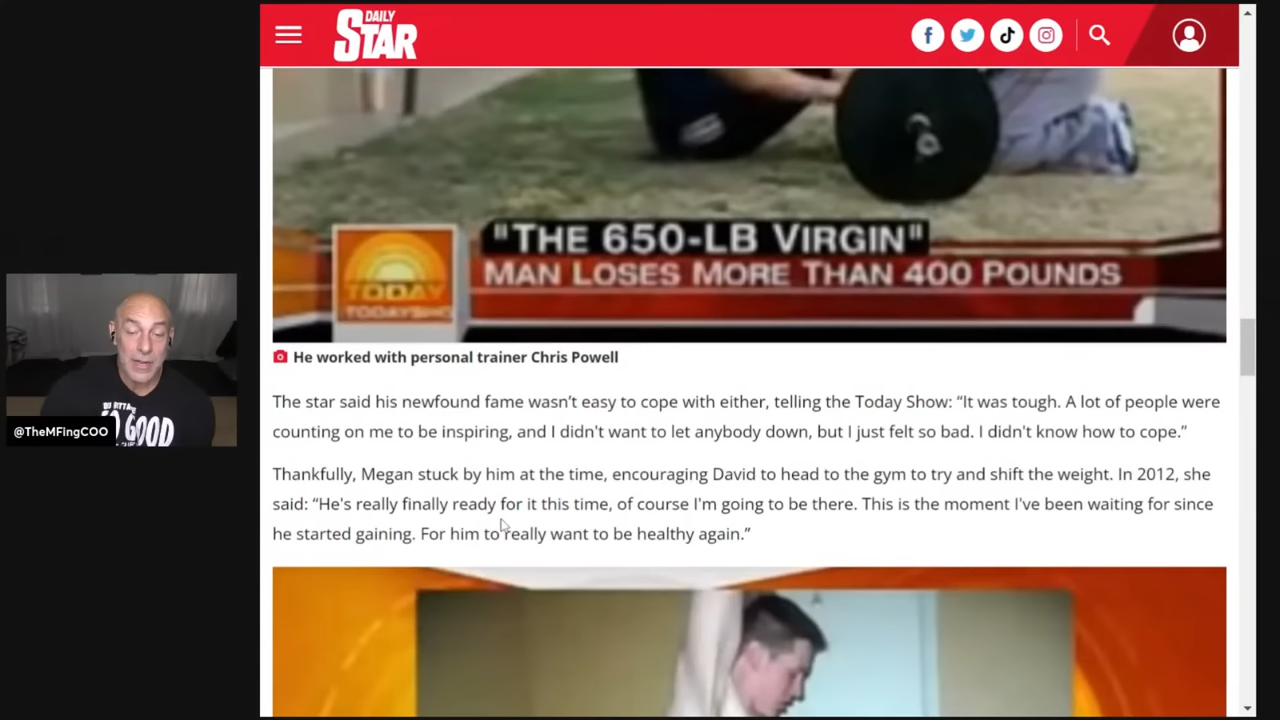 DAILY
STAR
"THE 650-LB VIRGIN"
MAN LOSES MORE THAN 400 POUNDS
TODAY
He worked with personal trainer Chris Powell
The star said his newfound fame wasn’t easy to cope with either, telling the Today Show: “It was tough. A lot of people were
counting on me to be inspiring, and I didn't want to let anybody down, but I just felt so bad. I didn't know how to cope.”
Thankfully, Megan stuck by him at the time, encouraging David to head to the gym to try and shift the weight. In 2012, she
said: “He's really finally ready for it this time, of course I'm going to be there. This is the moment I’ve been waiting for since
he started gaining. For him to really want to be healthy again.”
GOOD
@TheMFingCOO